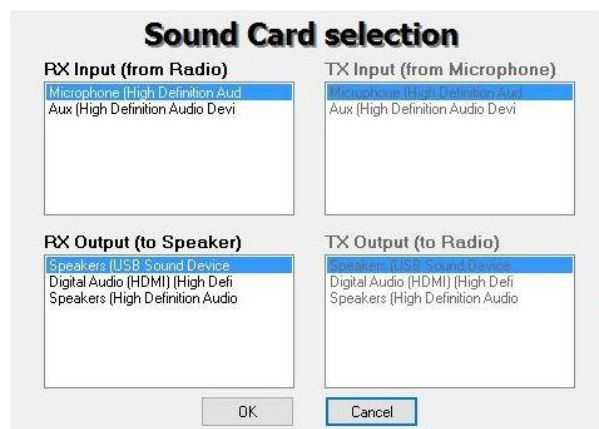 Sound Card selection
RX Input (from Radio)
Microphone (High Definition Aud
Aux (High Definition Audio Devi
TX Input (from Microphone)
Microphone (High Definition Aud
Aux (High Definition Audio Devi
RX Output (to Speaker)
Speakers (USB Sound Device
Digital Audio (HDMI) (High Defi
Speakers (High Definition Audio
TX Output (to Radio)
Speakers (USB Sound Device
Digital Audio (HDMI) (High Defi
Speakers (High Definition Audio
OK
Cancel